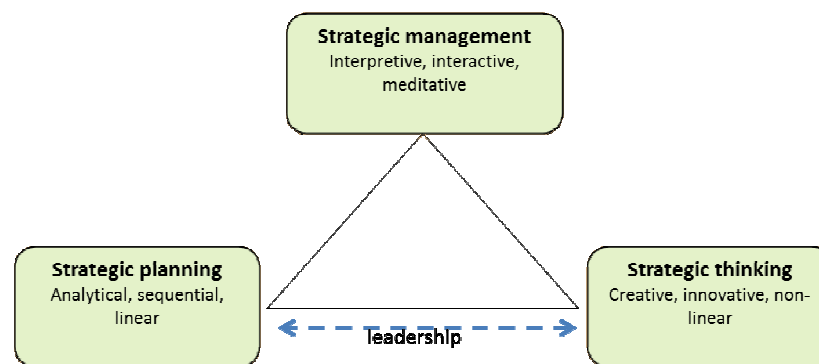 Strategic management
Interpretive, interactive,
meditative
Strategic planning
Analytical, sequential,
linear
Strategic thinking
Creative, innovative, non-
linear
leadership